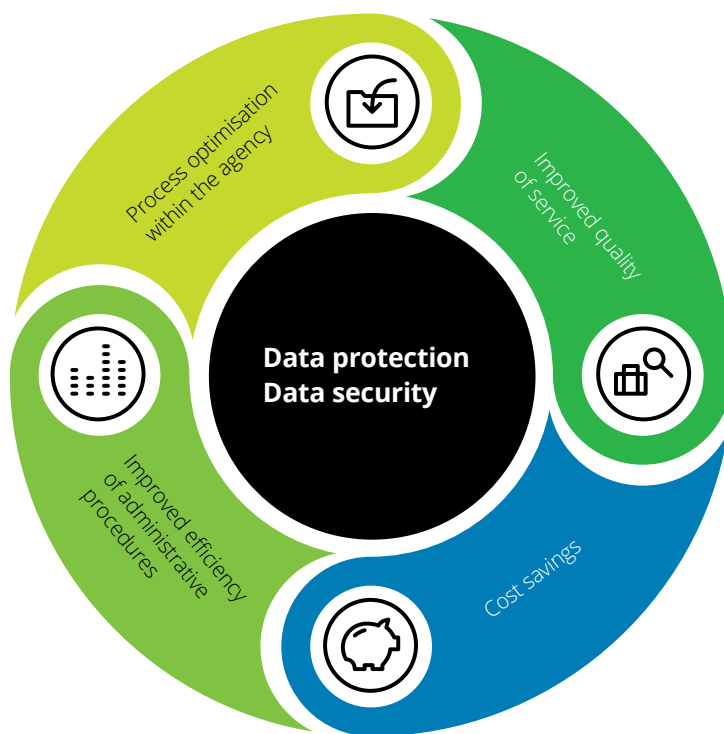 Process optimisation
within the agency
Improved quality
of service
Data protection
Data security
Improved efficiency
of administrative
procedures
Cost savings